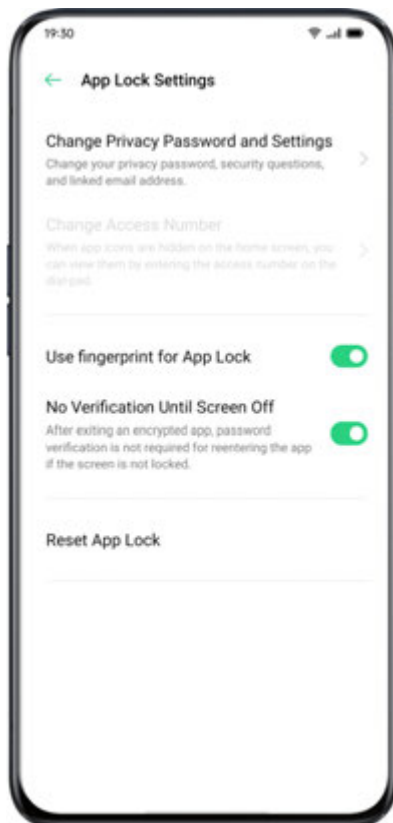 19:30
App Lock Settings
Change Privacy Password and Settings
Change your privacy password, security questions,
and linked email address.
Change Access Number
When app icons are hidden on the home screen, you
can view them by entering the access number on the
dial-pad.
Use fingerprint for App Lock
No Verification Until Screen Off
After exiting an encrypted app, password
verification is not required for reentering the app
if the screen is not locked.
Reset App Lock